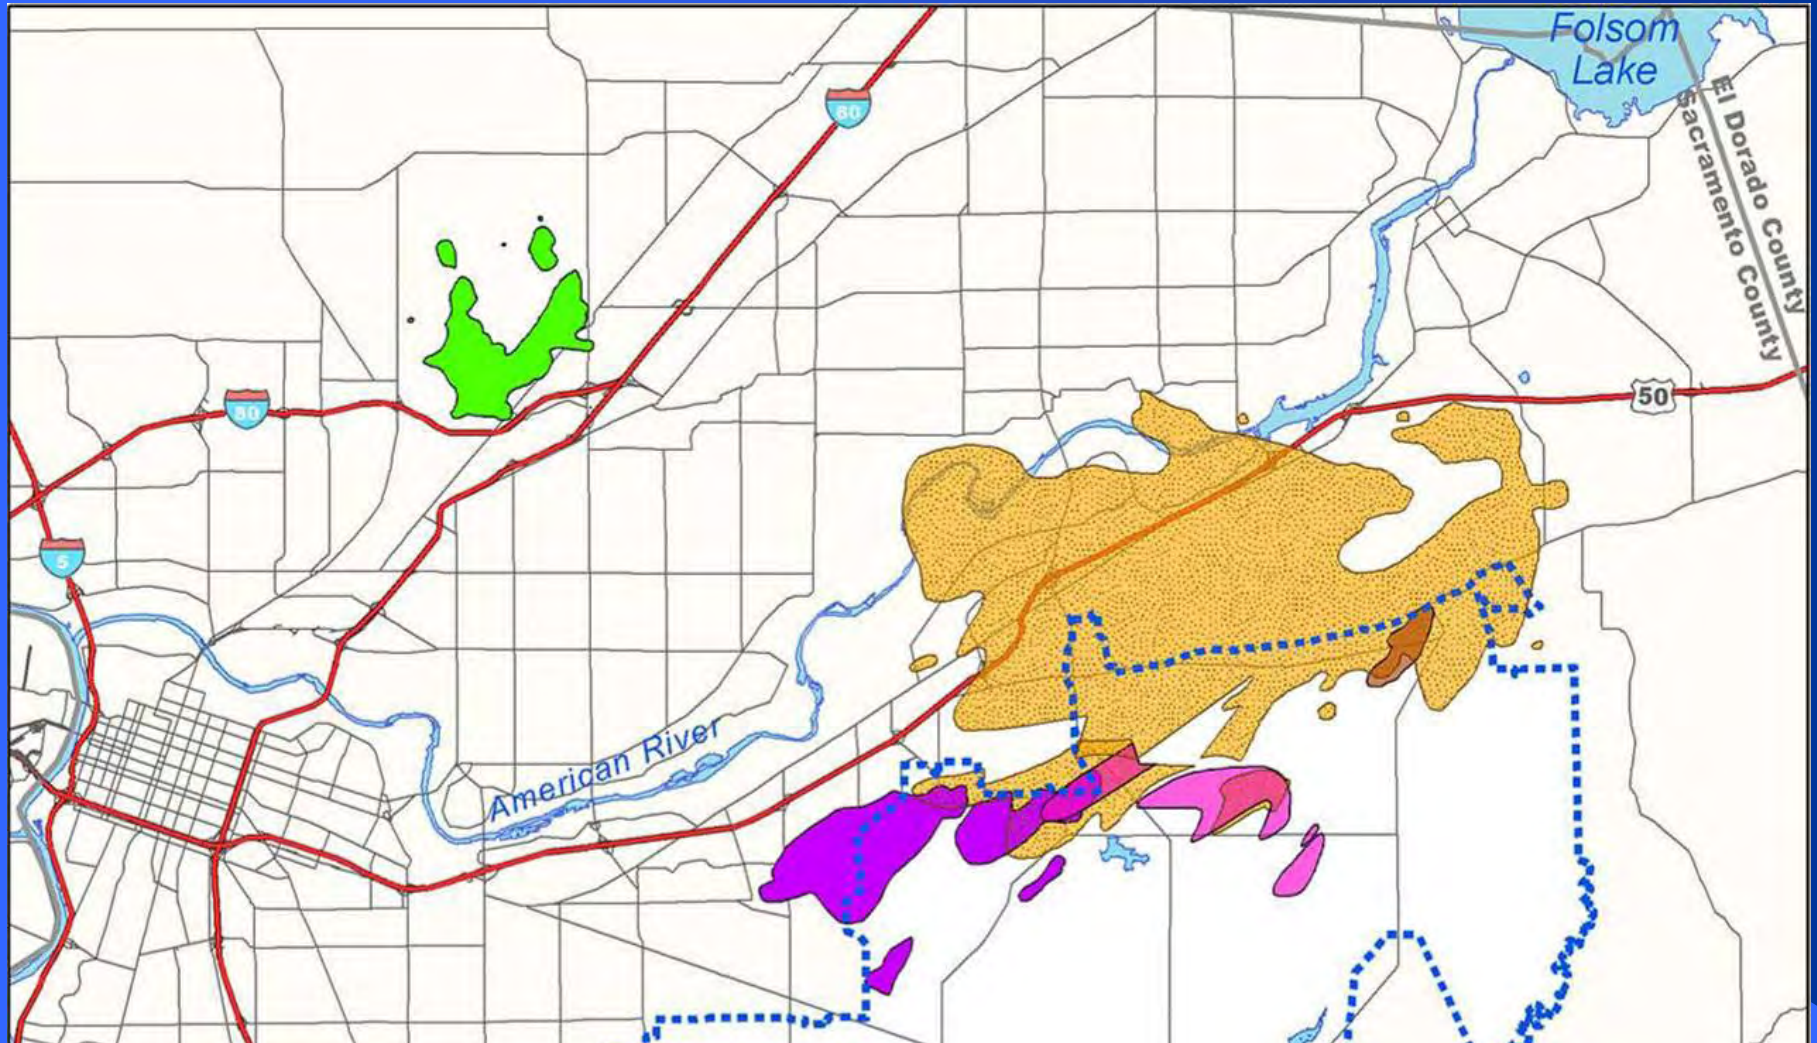 Folsom
Lake
80
El Dorado County
Sacramento County
50
80
5
American River